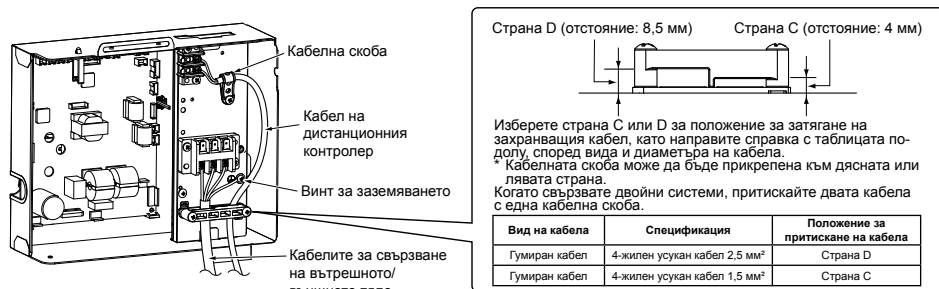 Кабелна скоба
Кабел на
дистанционния
контролер
Винт за заземяването
Кабелите за свързване
на вътрешното/
Страна D (отстояние: 8,5 мм)
Страна C (отстояние: 4 мм)
Изберете страна C или D за положение за затягане на
захранващия кабел, като направите справка с таблицата по-
долу, според вида и диаметъра на кабела.
* Кабелната скоба може да бъде прикрепена към дясната или
лявата страна.
Когато свързвате двойни системи, притискайте двата кабела
с една кабелна скоба.
Вид на кабела Спецификация Положение за
притискане на кабела
Гумиран кабел 4-жилен усукан кабел 2,5 мм² Страна D
Гумиран кабел 4-жилен усукан кабел 1,5 мм² Страна C